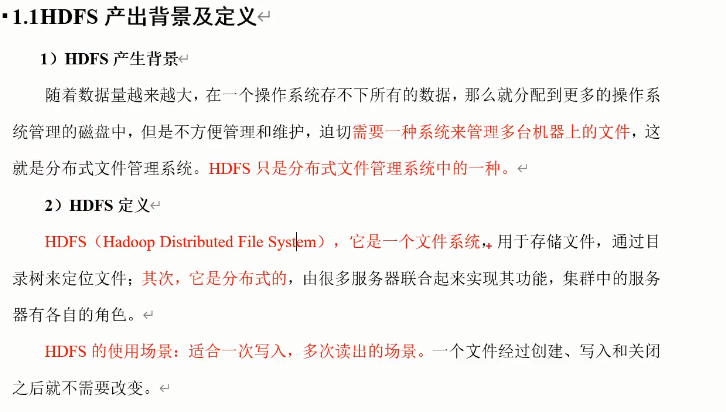 1.1HDFS 产出背景及定义
1）HDFS 产生背景
随着数据量越来越大，在一个操作系统存不下所有的数据，那么就分配到更多的操作系
统管理的磁盘中，但是不方便管理和维护，迫切需要一种系统来管理多台机器上的文件，这
就是分布式文件管理系统。HDFS 只是分布式文件管理系统中的一种。
2）HDFS 定义
HDFS（Hadoop Distributed File System），它是一个文件系统，用于存储文件，通过目
录树来定位文件；其次，它是分布式的，由很多服务器联合起来实现其功能，集群中的服务
器有各自的角色。
HDFS 的使用场景：适合一次写入，多次读出的场景。一个文件经过创建、写入和关闭
之后就不需要改变。